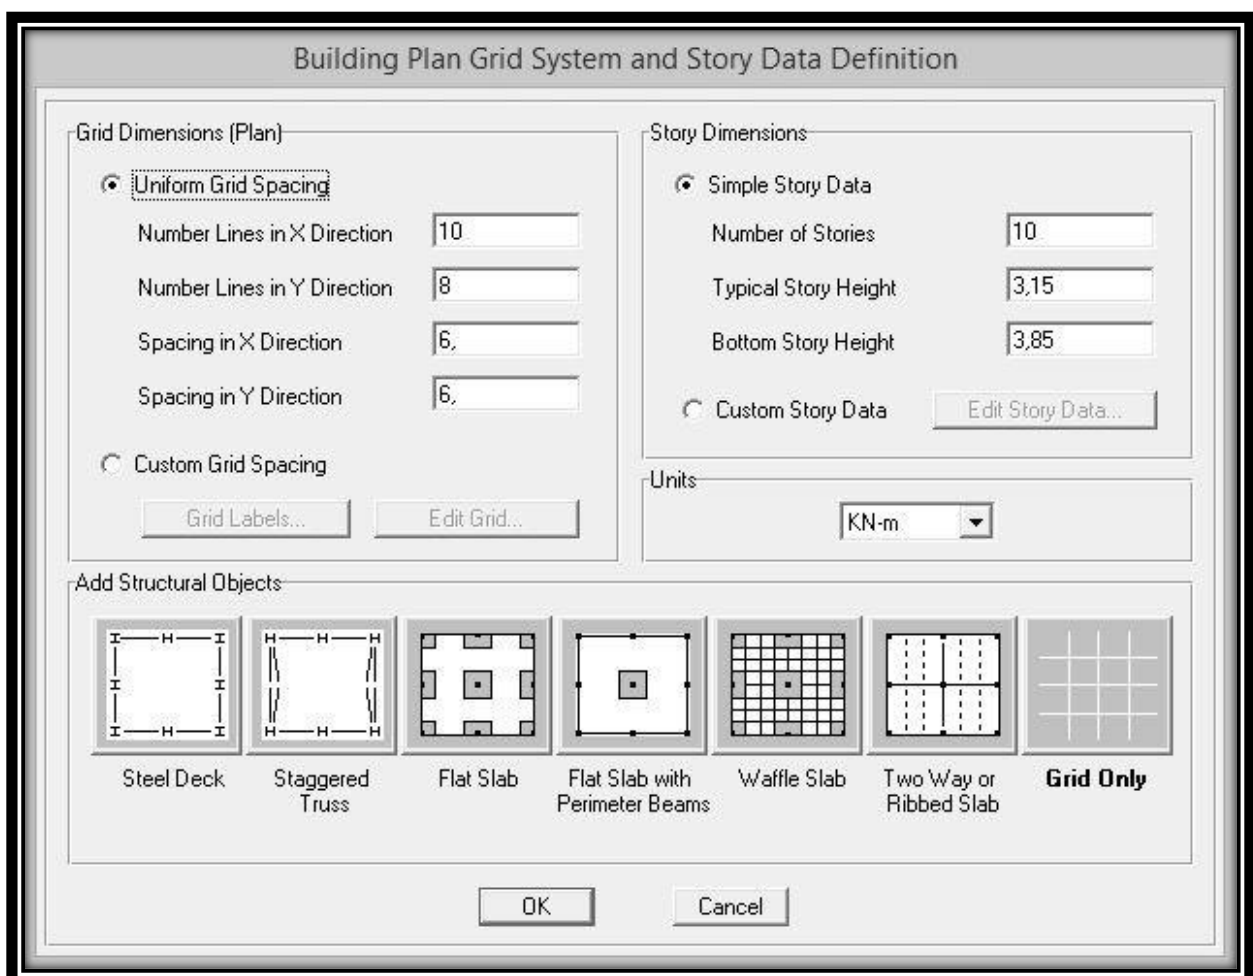 Building Plan Grid System and Story Data Definition
Grid Dimensions (Plan)
Uniform Grid Spacing
Number Lines in X Direction 10
Number Lines in Y Direction 8
Spacing in X Direction 6,
Spacing in Y Direction 6,
Custom Grid Spacing
Grid Labels... Edit Grid...
Story Dimensions
Simple Story Data
Number of Stories 10
Typical Story Height 3,15
Bottom Story Height 3,85
Custom Story Data Edit Story Data...
Units
KN-m
Add Structural Objects
Steel Deck
Staggered
Truss
Flat Slab
Flat Slab with
Perimeter Beams
Waffle Slab
Two Way or
Ribbed Slab
Grid Only
OK Cancel